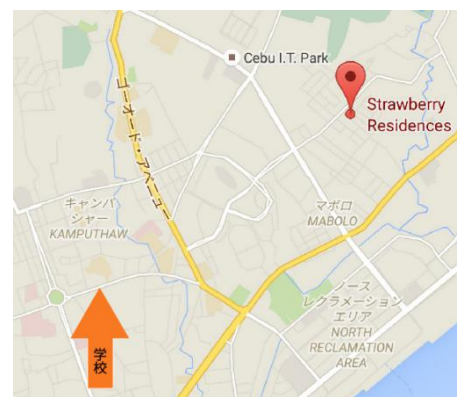 Cebu I.T. Park
Strawberry
Residences
ゴーオード・アベニュー
キャンパ
シャー
KAMPUTHAW
マボロ
MABOLO
ノース
レクラメーション
エリア
NORTH
RECLAMATION
AREA
学校